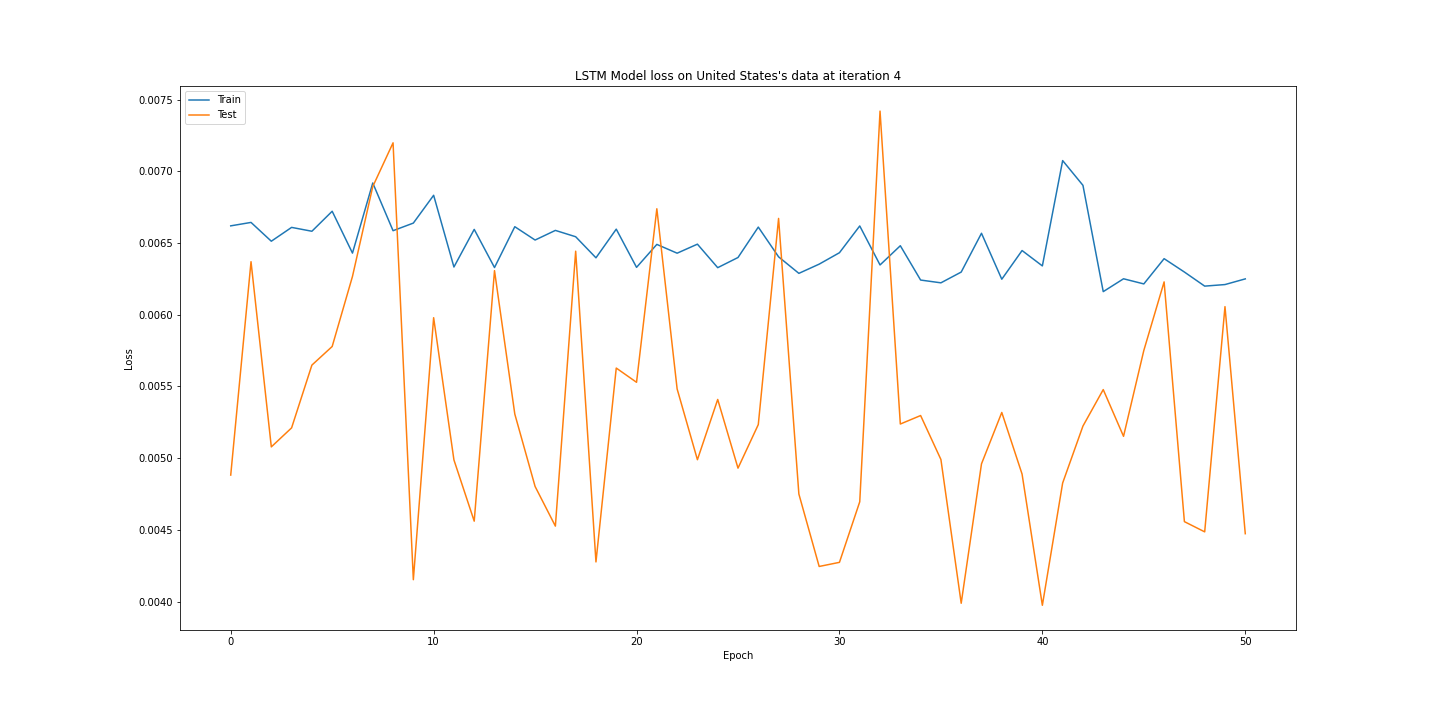 LSTM Model loss on United States's data at iteration 4
Train
Test
0.0075
0.0070
0.0065
0.0060
0.0055
0.0050
0.0045
0.0040
Loss
0 10 20 30 40 50
Epoch